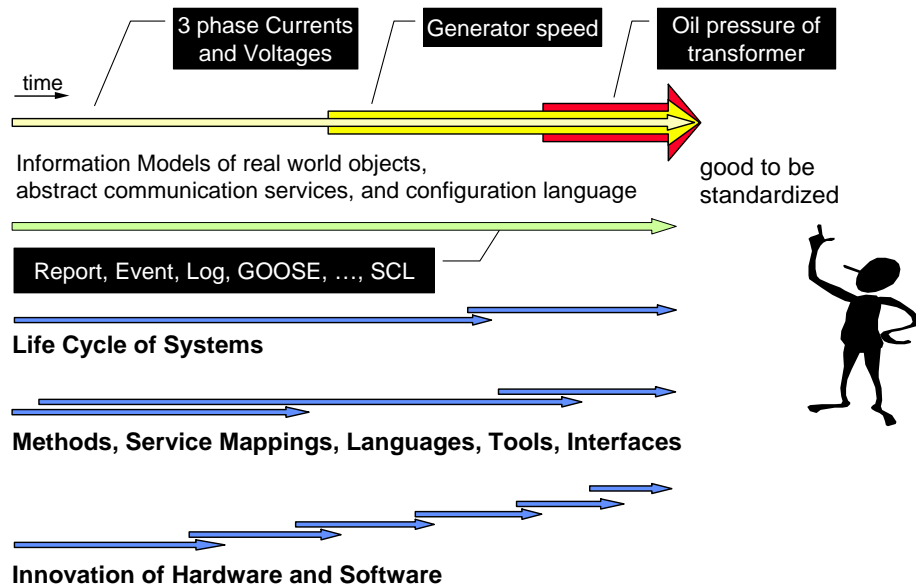 3 phase Currents
and Voltages
Generator speed
Oil pressure of
transformer
time
Information Models of real world objects,
abstract communication services, and configuration language
good to be
standardized
Report, Event, Log, GOOSE, …, SCL
Life Cycle of Systems
Methods, Service Mappings, Languages, Tools, Interfaces
Innovation of Hardware and Software